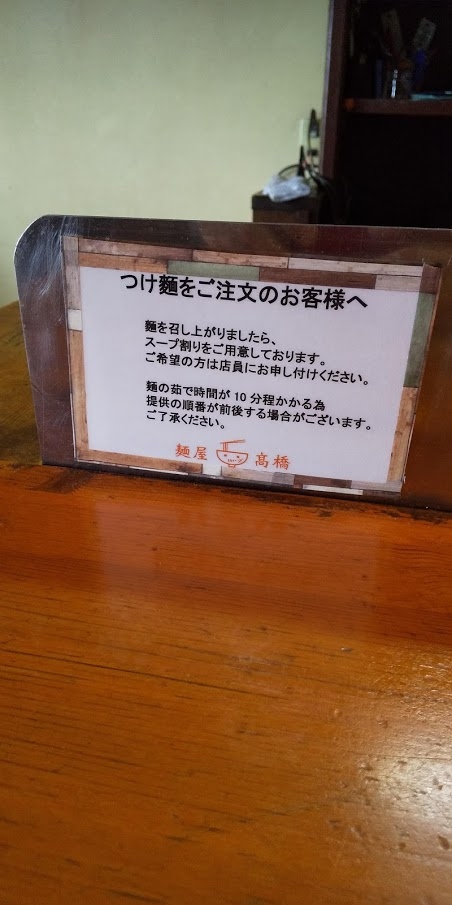 つけ麺をご注文のお客様へ
麺を召し上がりましたら、
スープ割りをご用意しております。
ご希望の方は店員にお申し付けください。
麺の茹で時間が 10 分程かかる為
提供の順番が前後する場合がございます。
ご了承ください。
麺屋 髙橋